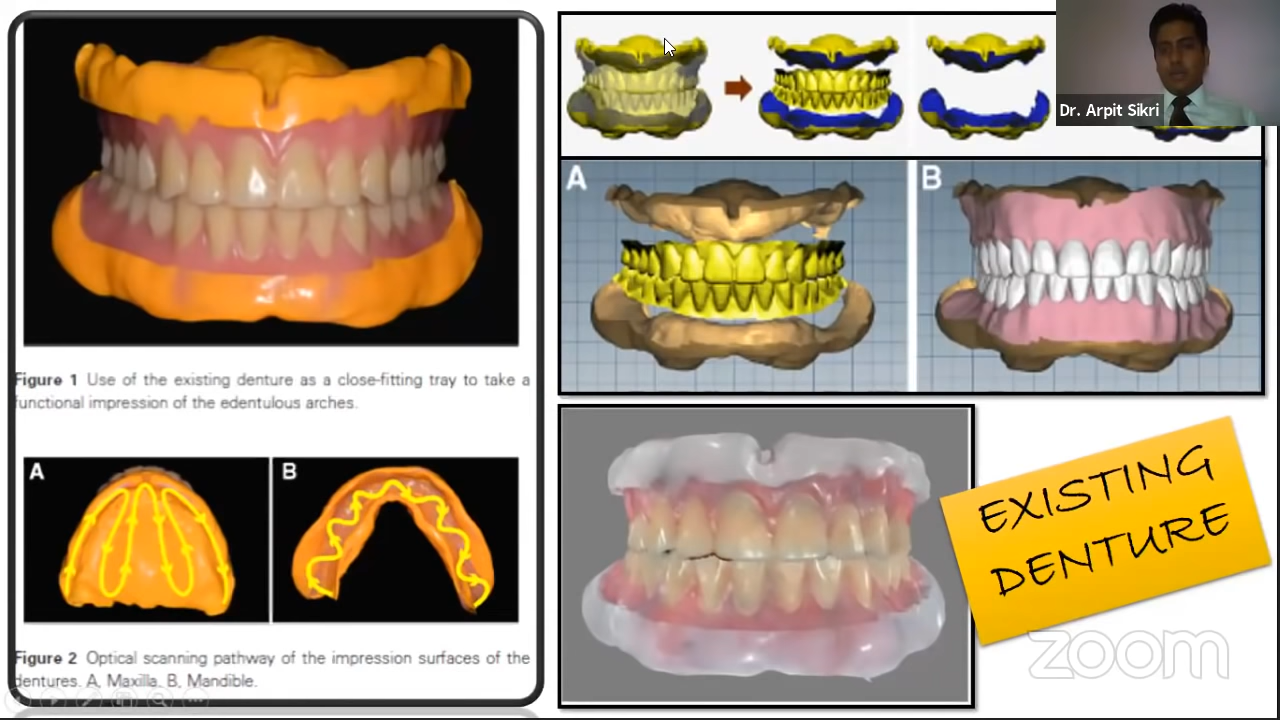 Figure 1 Use of the existing denture as a close-fitting tray to take a
functional impression of the edentulous arches.
A
B
Figure 2 Optical scanning pathway of the impression surfaces of the
dentures. A, Maxilla. B, Mandible.
Dr. Arpit Sikri
A
B
EXISTING
DENTURE
zoom